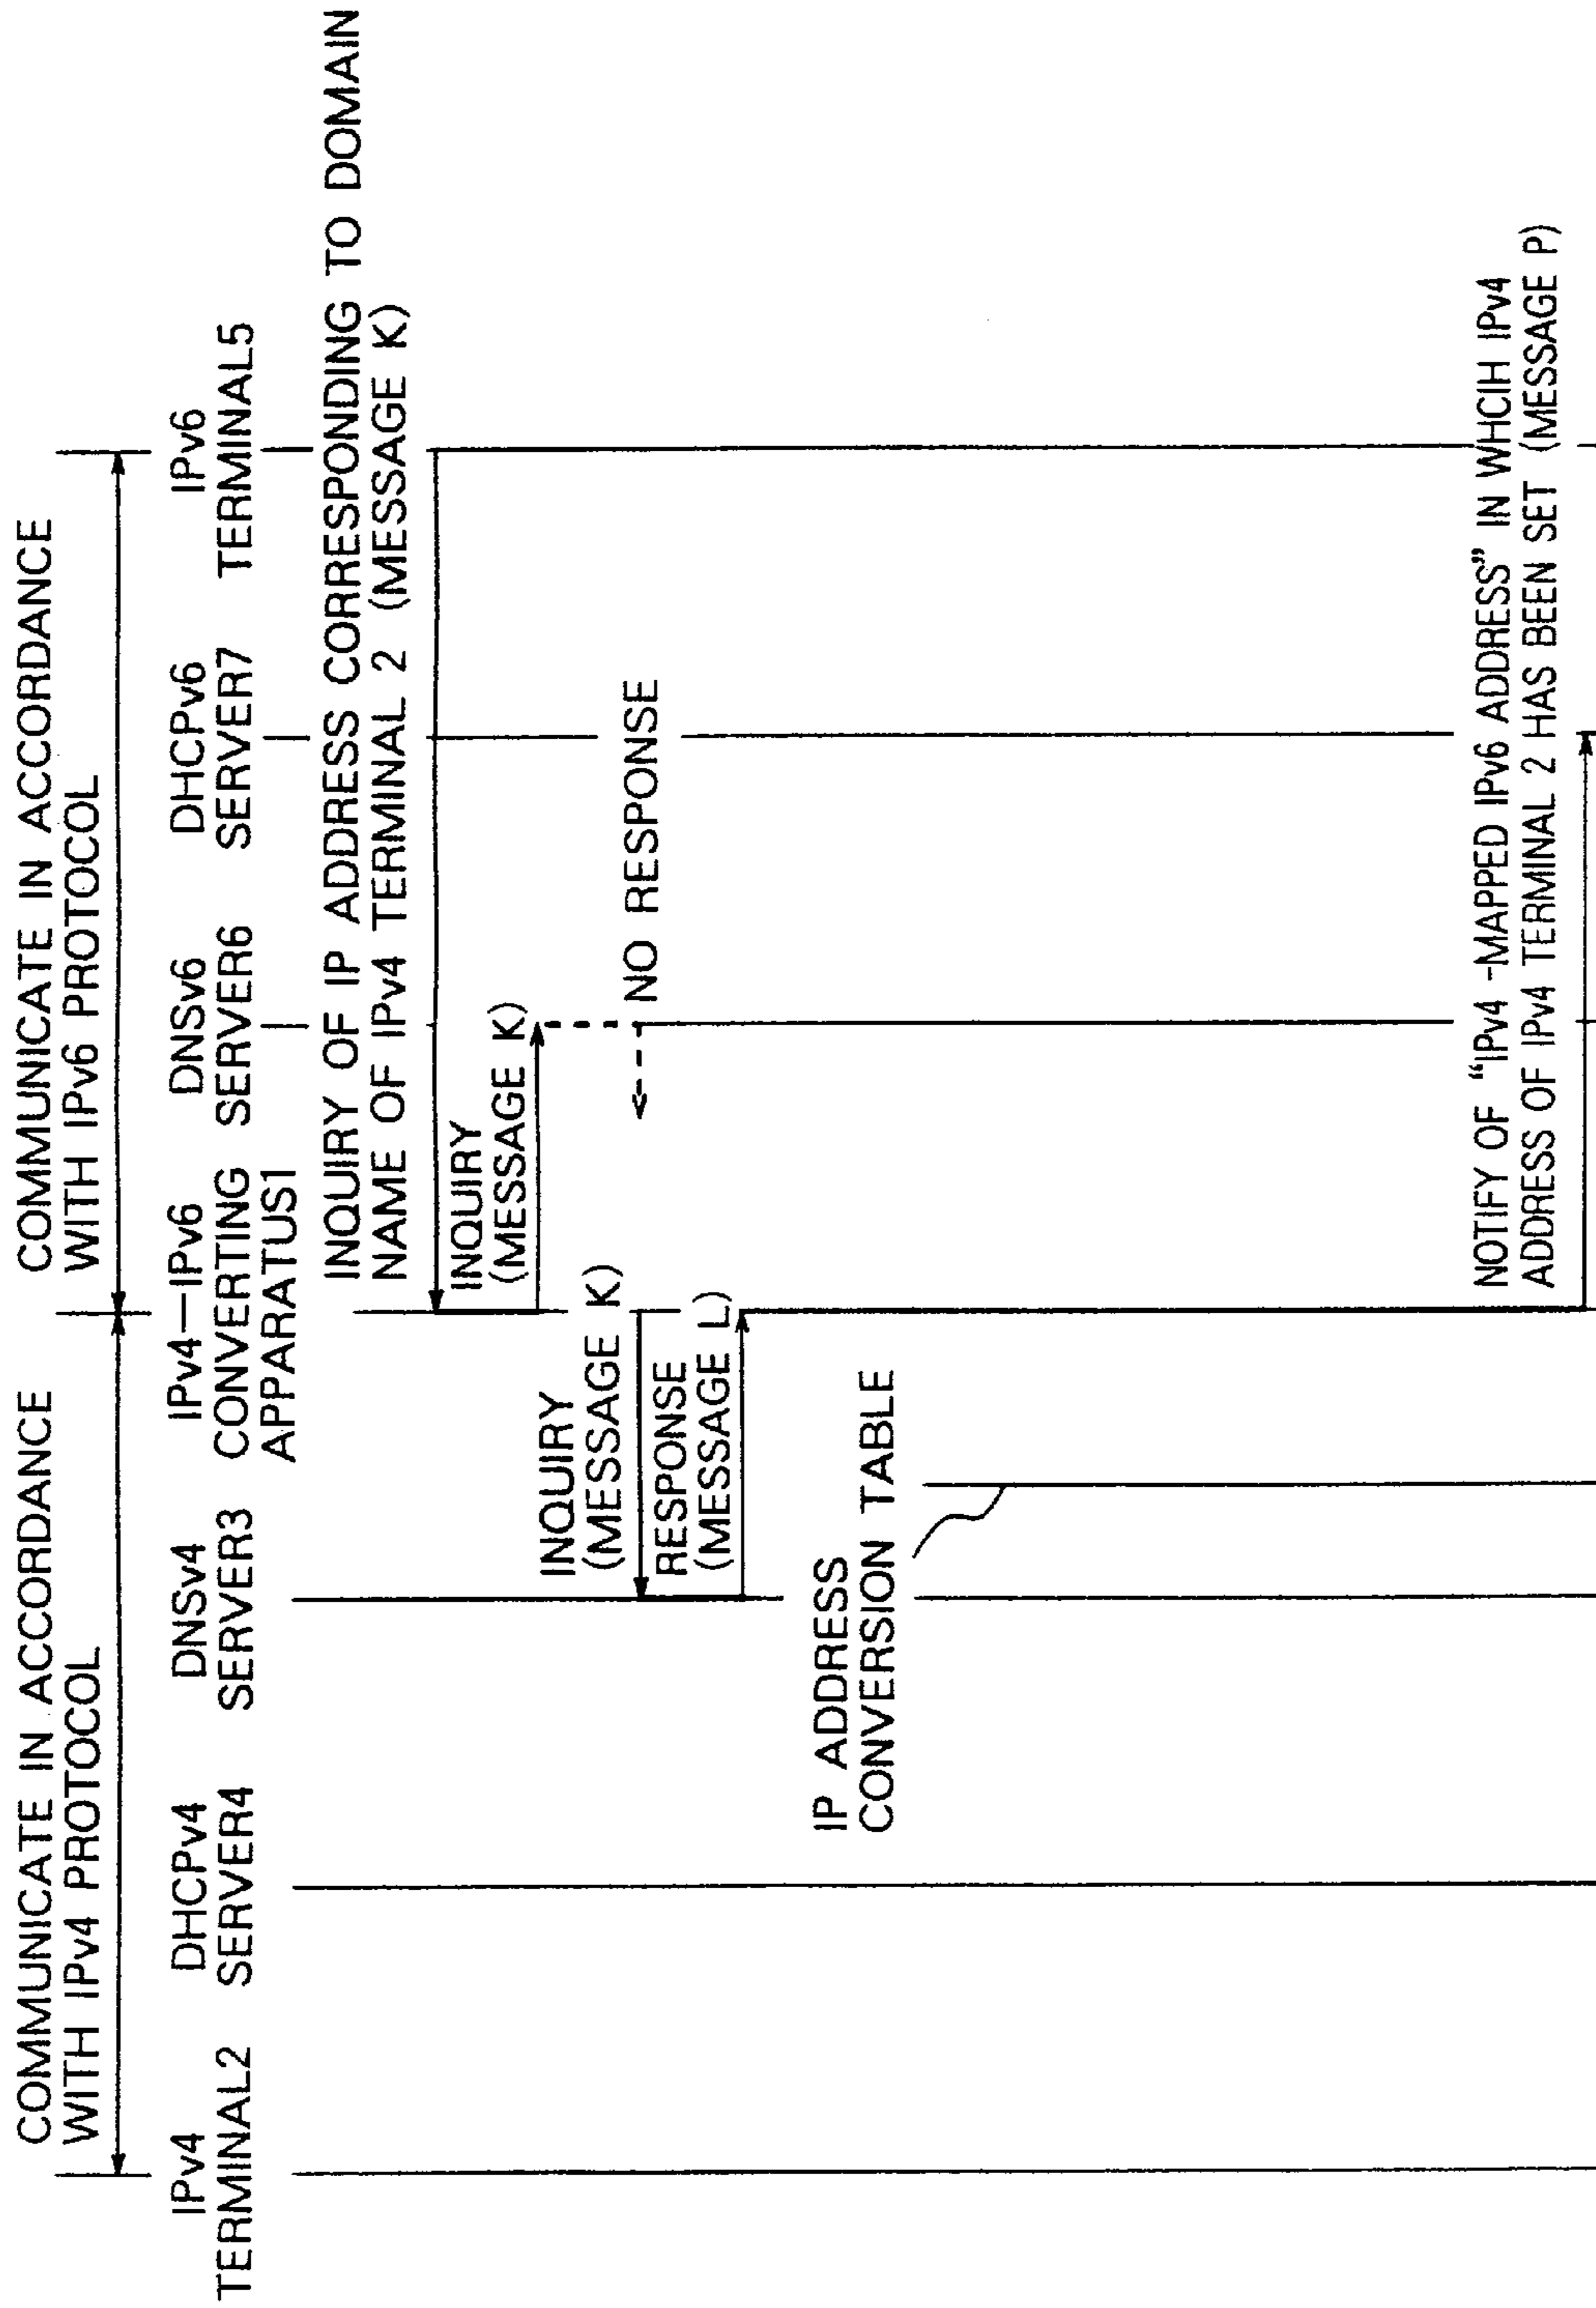 COMMUNICATE IN ACCORDANCE
WITH IPv4 PROTOCOL
COMMUNICATE IN ACCORDANCE
WITH IPv6 PROTOCOL
IPv4
TERMINAL2
DHCPv4
SERVER4
DNSv4
SERVER3
IPv4—IPv6
CONVERTING
APPARATUS1
DNSv6
SERVER6
DHCPv6
SERVER7
IPv6
TERMINAL5
INQUIRY OF IP ADDRESS CORRESPONDING TO DOMAIN
NAME OF IPv4 TERMINAL 2 (MESSAGE K)
INQUIRY
(MESSAGE K)
NO RESPONSE
INQUIRY
(MESSAGE K)
RESPONSE
(MESSAGE L)
IP ADDRESS
CONVERSION TABLE
NOTIFY OF "IPv4 -MAPPED IPv6 ADDRESS" IN WHCIH IPv4
ADDRESS OF IPv4 TERMINAL 2 HAS BEEN SET (MESSAGE P)